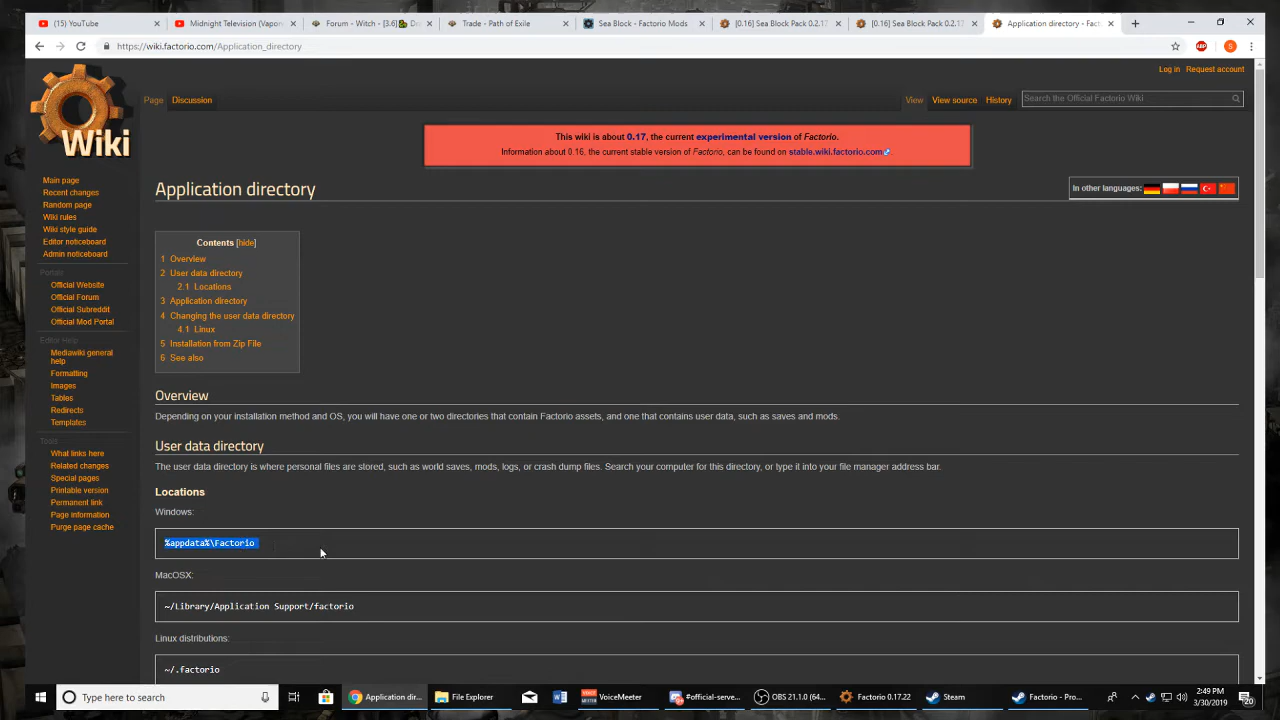 (15) YouTube
Midnight Television (Vapor
Forum - Witch - [3.6]
Trade - Path of Exile
Sea Block - Factorio Mods
[0.16] Sea Block Pack 0.2.17
[0.16] Sea Block Pack 0.2.17
Application directory - Fact
https://wiki.factorio.com/Application_directory
ABP
S
Log in Request account
Page Discussion
View View source History
Search the Official Factorio Wiki
Wiki
This wiki is about 0.17, the current experimental version of Factorio.
Information about 0.16, the current stable version of Factorio, can be found on stable.wiki.factorio.com
Application directory
In other languages:
Main page
Recent changes
Random page
Wiki rules
Wiki style guide
Editor noticeboard
Admin noticeboard
Portals
Official Website
Official Forum
Official Subreddit
Official Mod Portal
Editor Help
Mediawiki general
help
Formatting
Images
Tables
Redirects
Templates
Tools
What links here
Related changes
Special pages
Printable version
Permanent link
Page information
Purge page cache
Contents [hide]
1 Overview
2 User data directory
2.1 Locations
3 Application directory
4 Changing the user data directory
4.1 Linux
5 Installation from Zip File
6 See also
Overview
Depending on your installation method and OS, you will have one or two directories that contain Factorio assets, and one that contains user data, such as saves and mods.
User data directory
The user data directory is where personal files are stored, such as world saves, mods, logs, or crash dump files. Search your computer for this directory, or type it into your file manager address bar.
Locations
Windows:
%appdata%\Factorio
MacOSX:
~/Library/Application Support/factorio
Linux distributions:
~/.factorio
Type here to search
Application dir...
File Explorer
VoiceMeeter
#official-serve...
OBS 21.1.0 (64...
Factorio 0.17.22
Steam
Factorio - Pro...
2:49 PM
3/30/2019
20